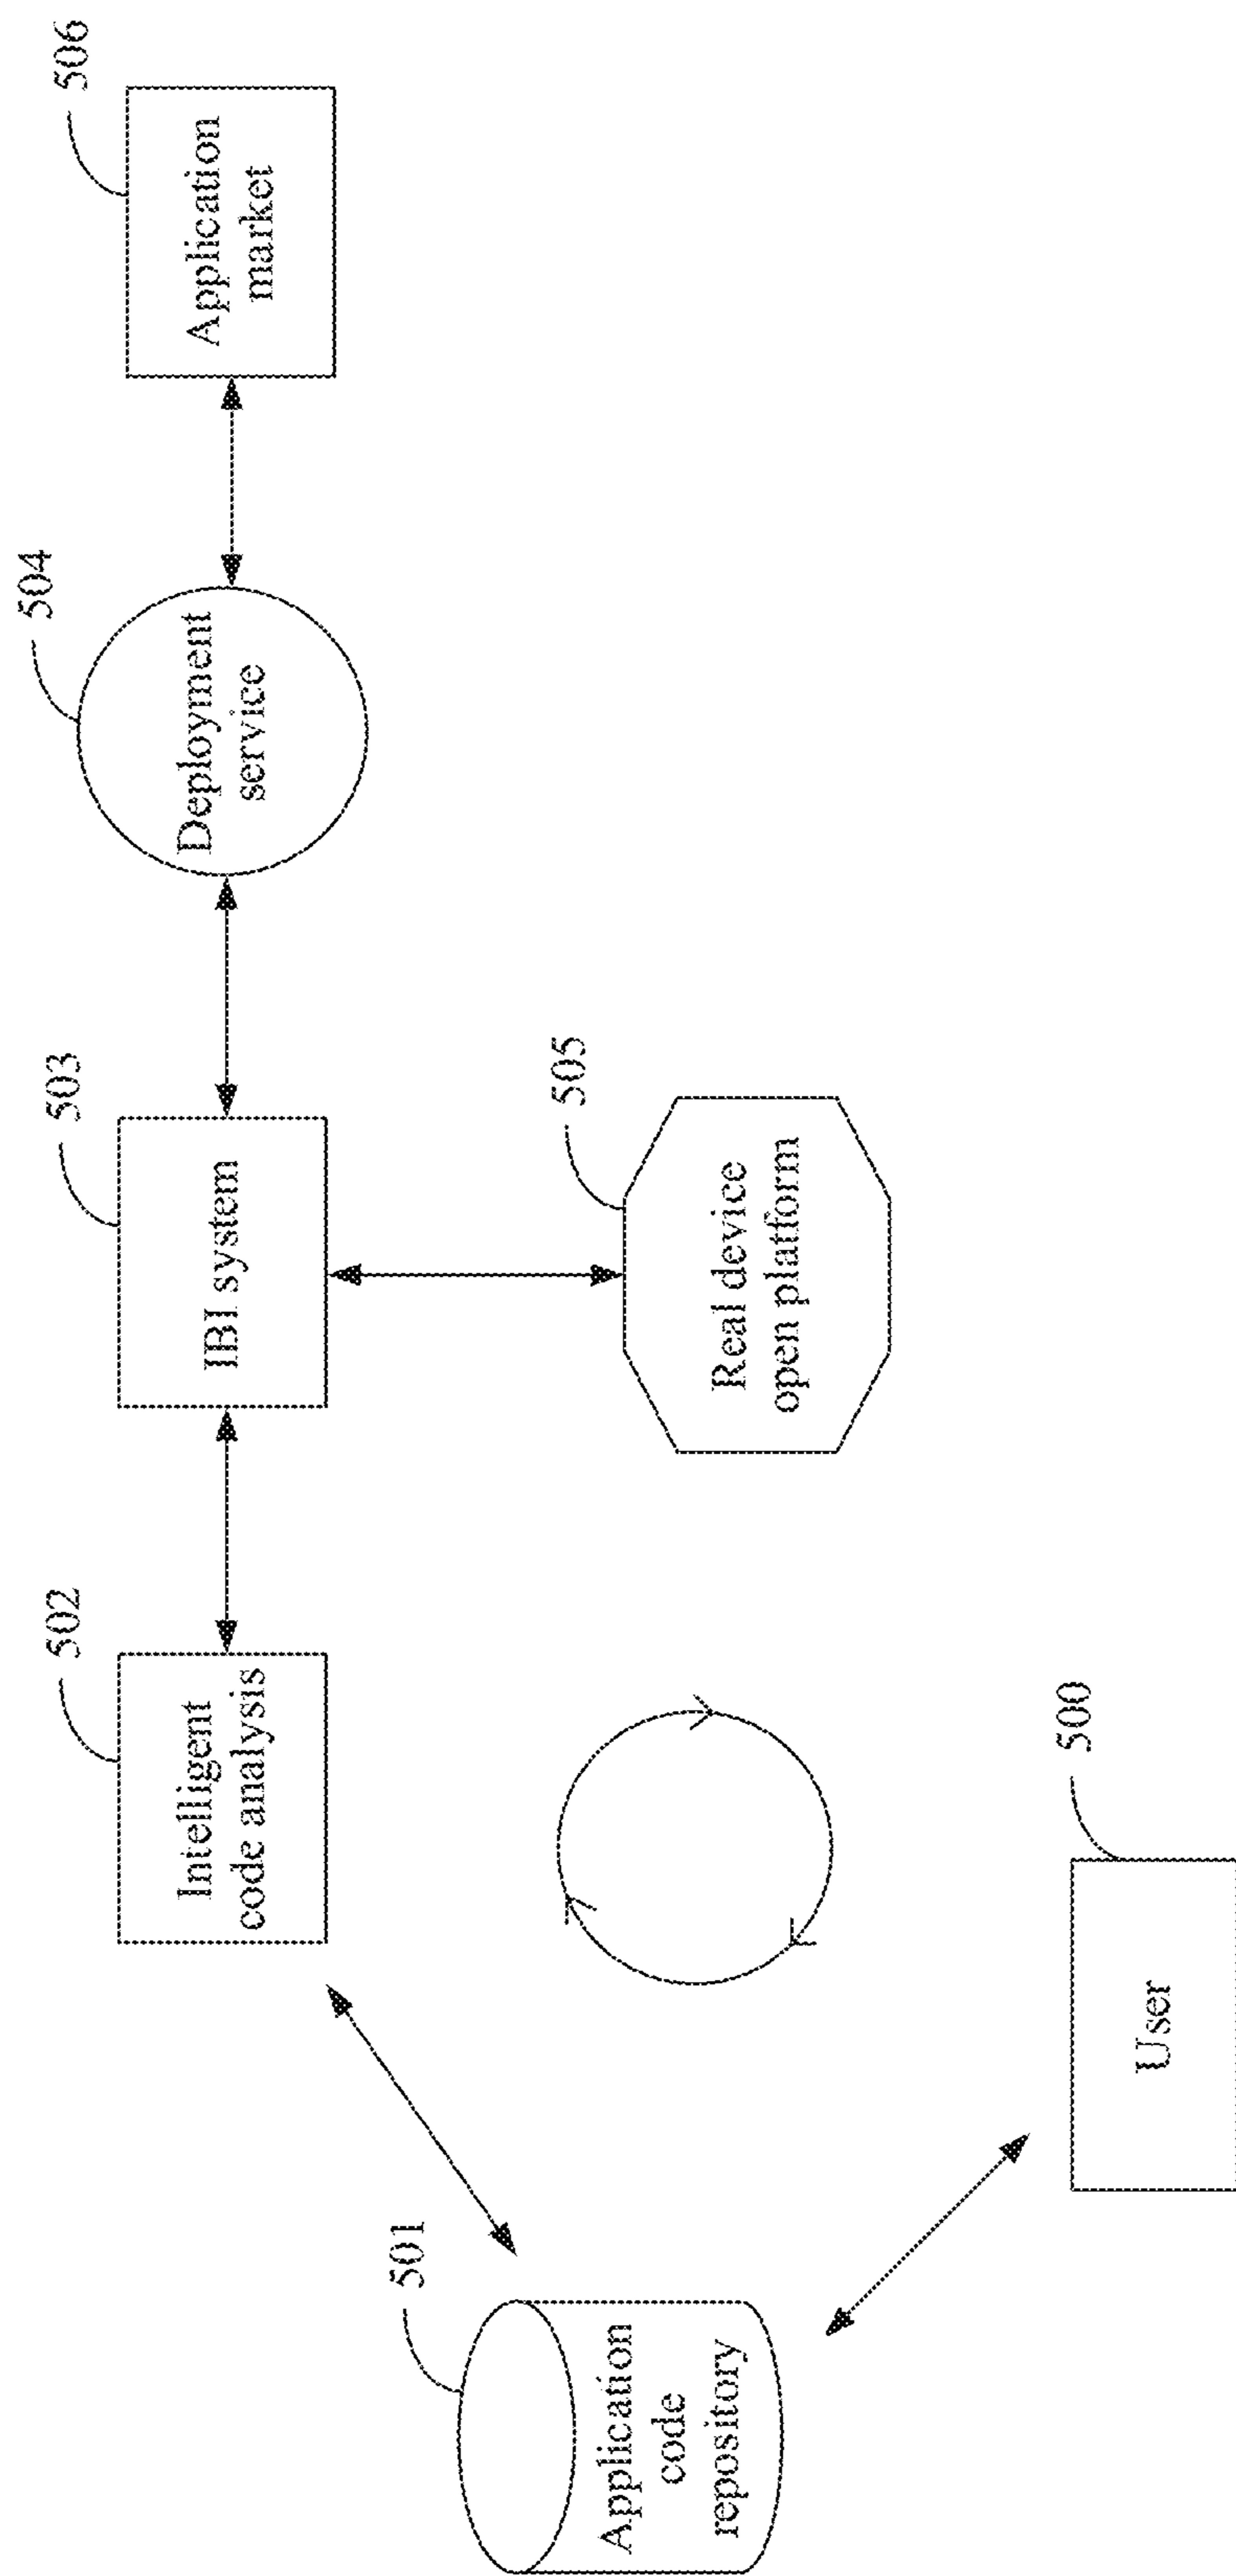 501
Application
code
repository
502
Intelligent
code analysis
503
IBI system
504
Deployment
service
506
Application
market
505
Real device
open platform
500
User